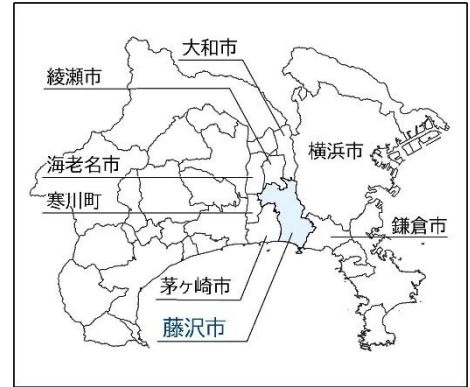 大和市
綾瀬市
横浜市
海老名市
寒川町
鎌倉市
茅ヶ崎市
藤沢市